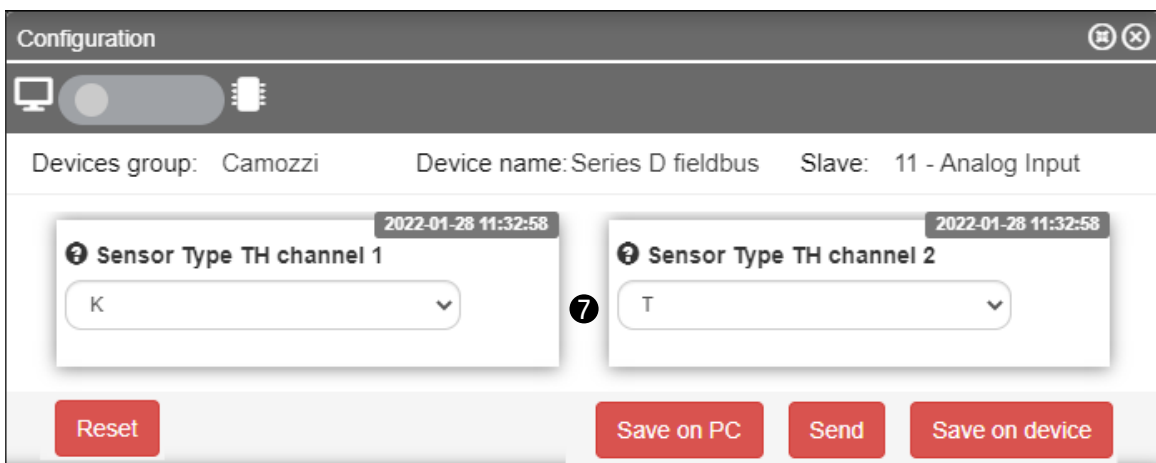 Configuration
Devices group: Camozzi Device name: Series D fieldbus Slave: 11 - Analog Input
2022-01-28 11:32:58
Sensor Type TH channel 1
K
7
2022-01-28 11:32:58
Sensor Type TH channel 2
T
Reset Save on PC Send Save on device